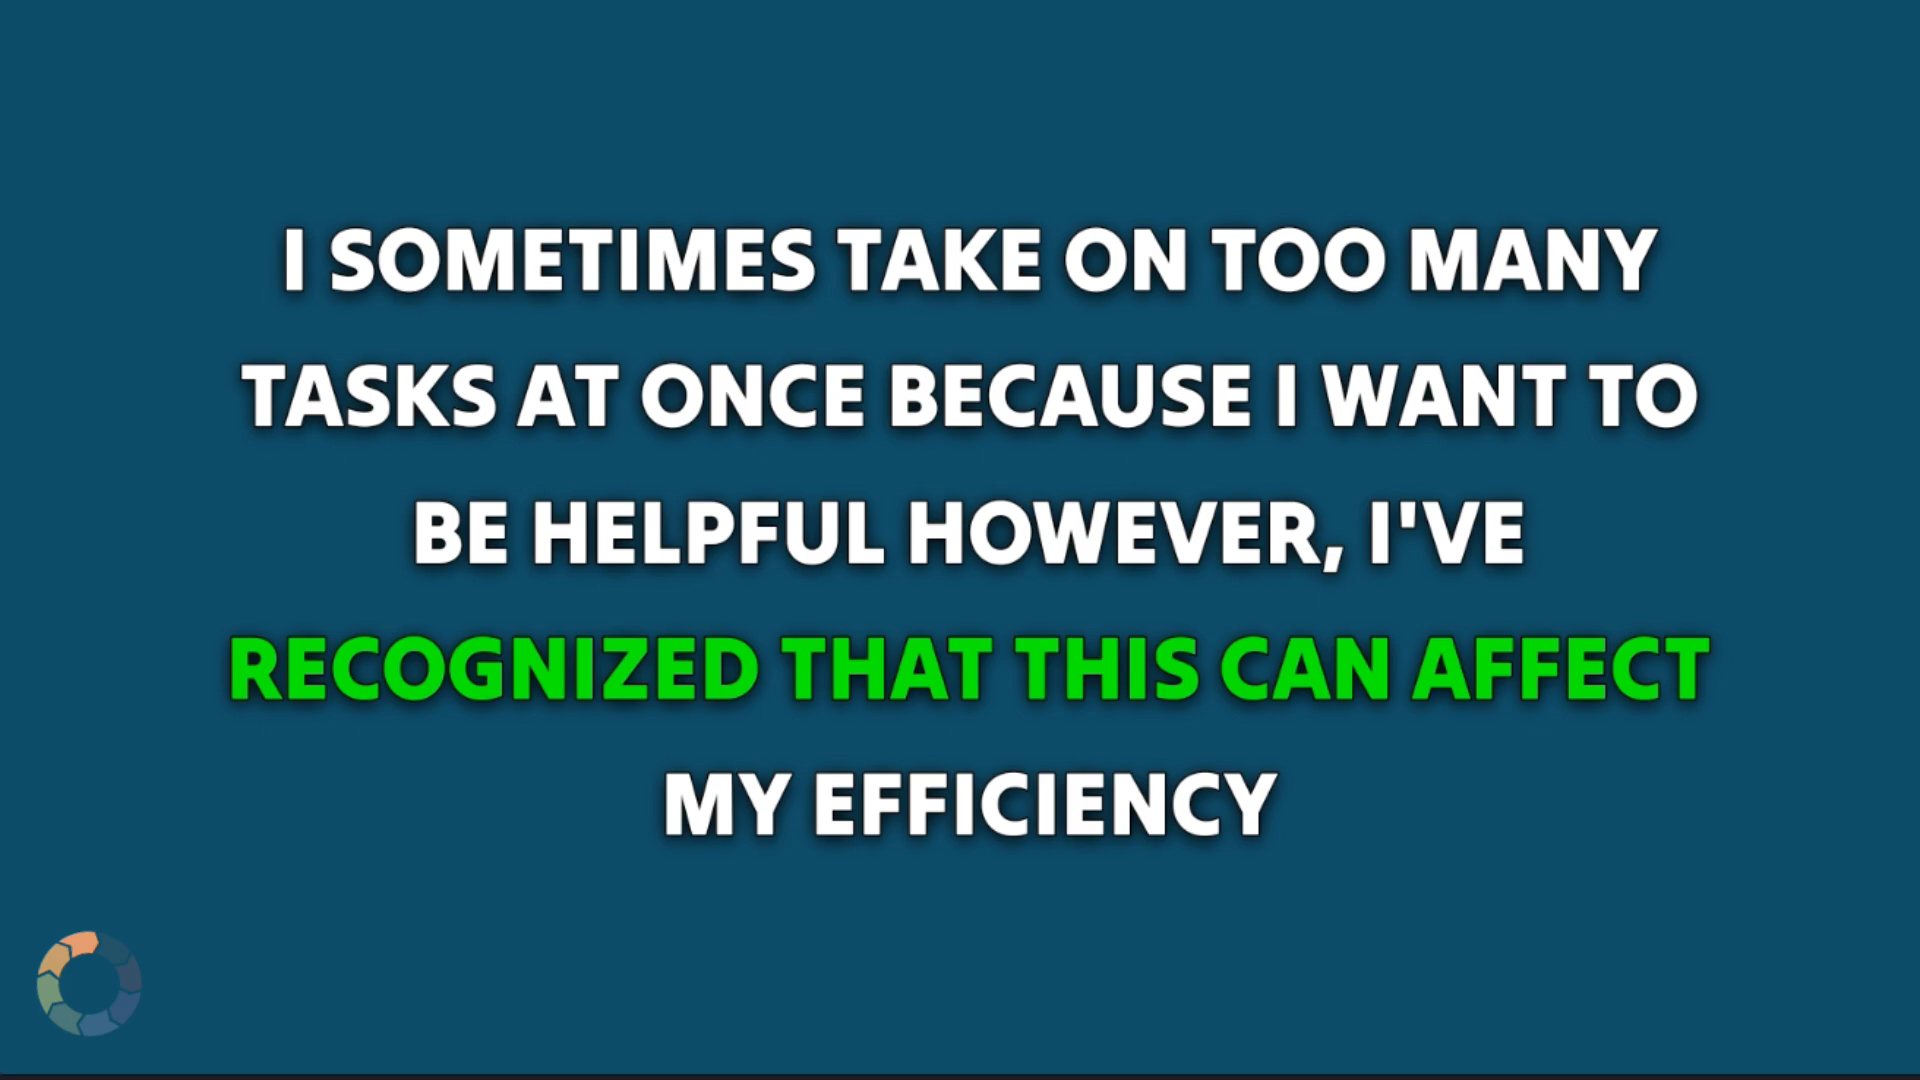 I SOMETIMES TAKE ON TOO MANY
TASKS AT ONCE BECAUSE I WANT TO
BE HELPFUL HOWEVER, I'VE
RECOGNIZED THAT THIS CAN AFFECT
MY EFFICIENCY